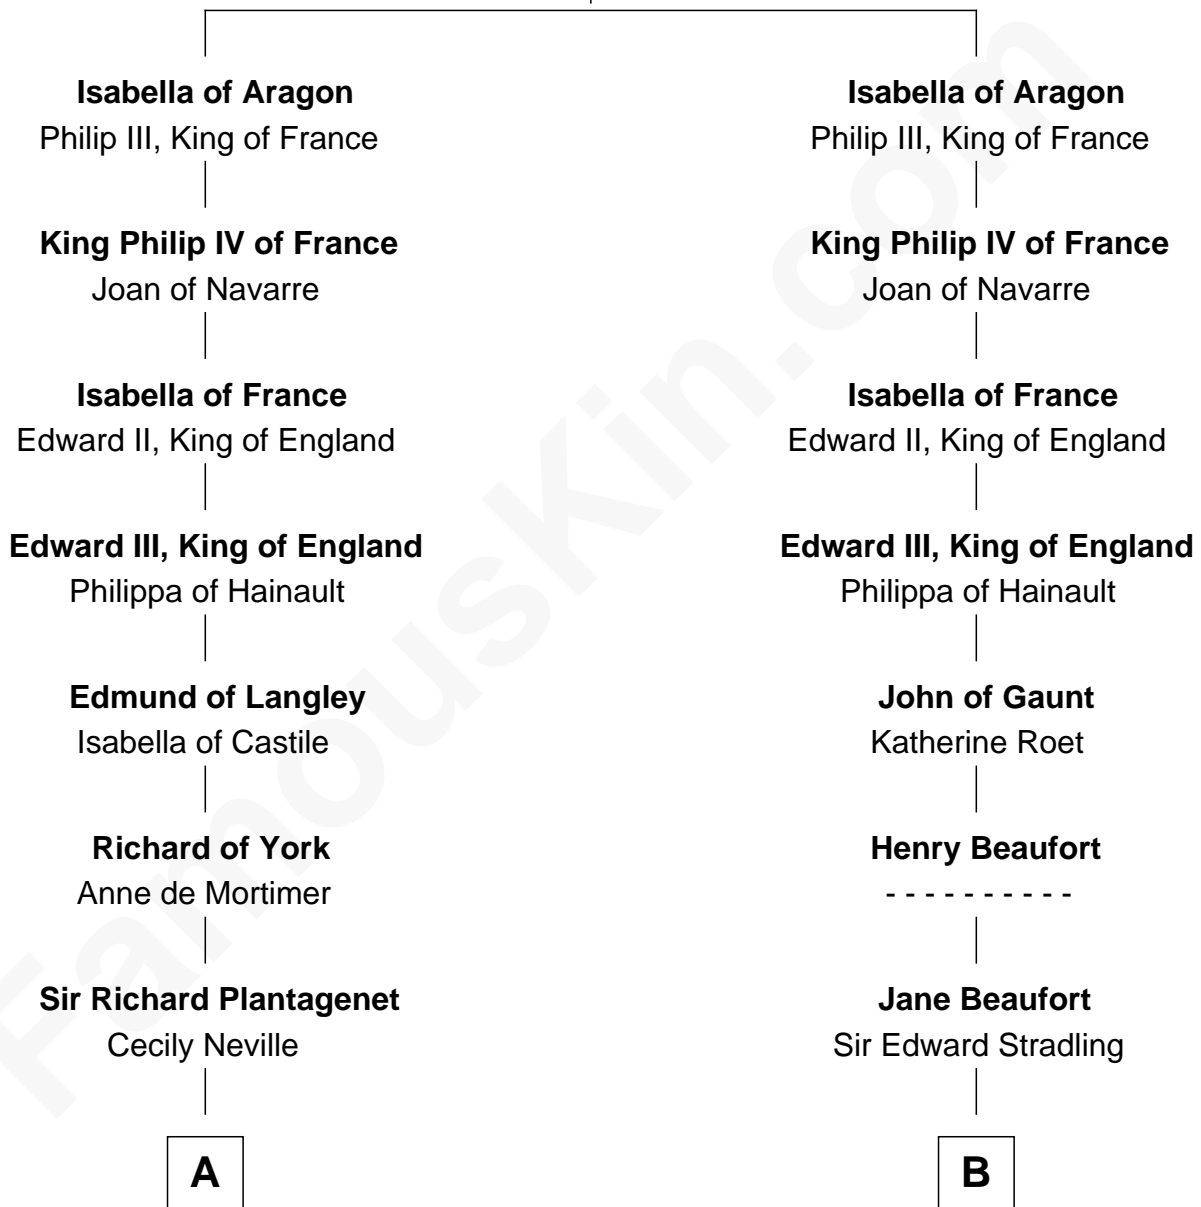 Isabella of Aragon
Philip III, King of France
King Philip IV of France
Joan of Navarre
Isabella of France
Edward II, King of England
Edward III, King of England
Philippa of Hainault
Edmund of Langley
Isabella of Castile
Richard of York
Anne de Mortimer
Sir Richard Plantagenet
Cecily Neville
A
Isabella of Aragon
Philip III, King of France
King Philip IV of France
Joan of Navarre
Isabella of France
Edward II, King of England
Edward III, King of England
Philippa of Hainault
John of Gaunt
Katherine Roet
Henry Beaufort
- - - - - - - - - -
Jane Beaufort
Sir Edward Stradling
B
FamousKin.com